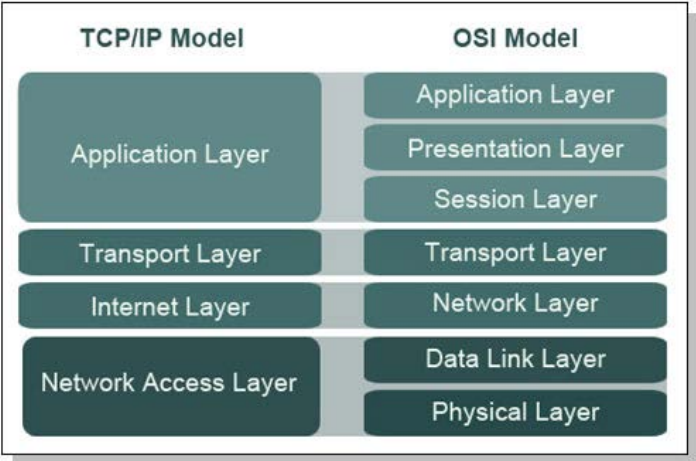 TCP/IP Model
OSI Model
Application Layer
Transport Layer
Internet Layer
Network Access Layer
Application Layer
Presentation Layer
Session Layer
Transport Layer
Network Layer
Data Link Layer
Physical Layer